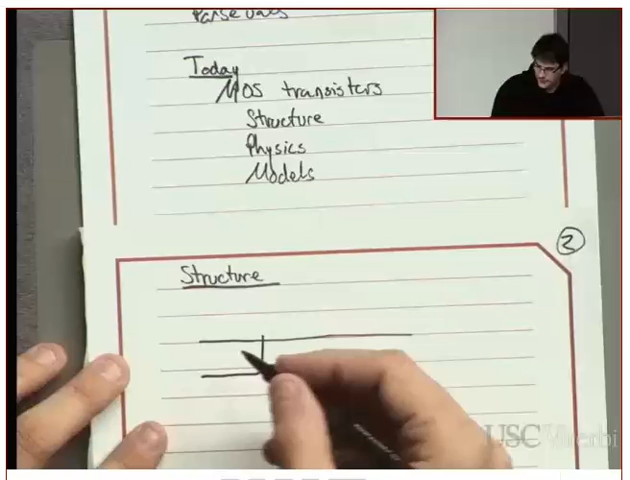 Today
MOS transistors
Structure
Physics
Models
2
Structure
USC Viterbi